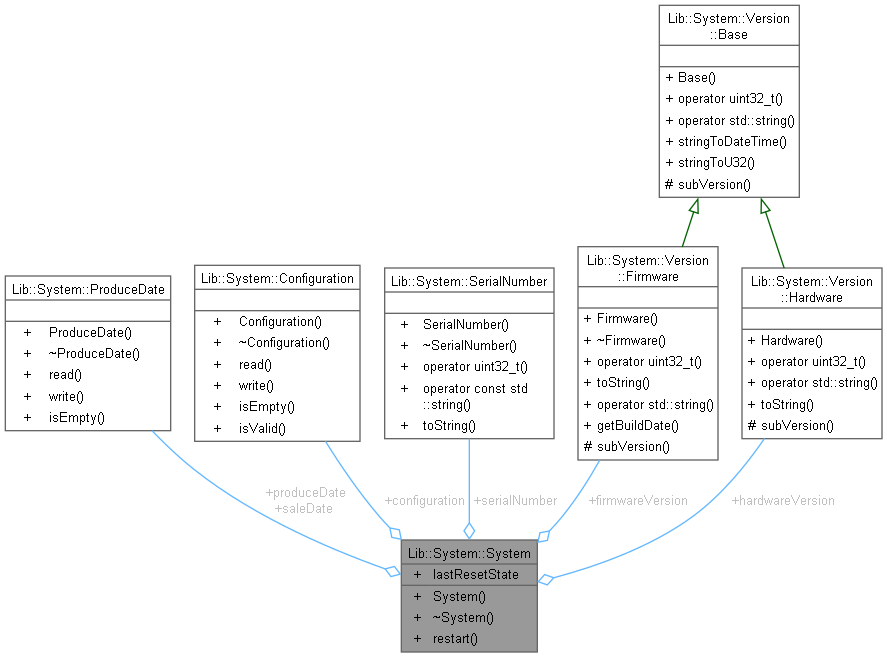 Lib::System::Version
::Base
+ Base()
+ operator uint32_t()
+ operator std::string()
+ stringToDateTime()
+ stringToU32()
# subVersion()
Lib::System::ProduceDate
+ ProduceDate()
+ ~ProduceDate()
+ read()
+ write()
+ isEmpty()
Lib::System::Configuration
+ Configuration()
+ ~Configuration()
+ read()
+ write()
+ isEmpty()
+ isValid()
Lib::System::SerialNumber
+ SerialNumber()
+ ~SerialNumber()
+ operator uint32_t()
+ operator const std
::string()
+ toString()
Lib::System::Version
::Firmware
+ Firmware()
+ ~Firmware()
+ operator uint32_t()
+ toString()
+ operator std::string()
+ getBuildDate()
# subVersion()
Lib::System::Version
::Hardware
+ Hardware()
+ operator uint32_t()
+ operator std::string()
+ toString()
# subVersion()
+produceDate
+saleDate
+configuration
+serialNumber
+firmwareVersion
+hardwareVersion
Lib::System::System
+ lastResetState
+ System()
+ ~System()
+ restart()